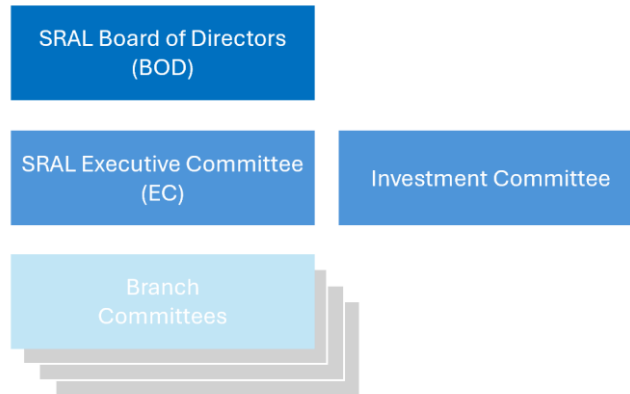 SRAL Board of Directors
(BOD)
SRAL Executive Committee
(EC)
Investment Committee
Branch
Committees